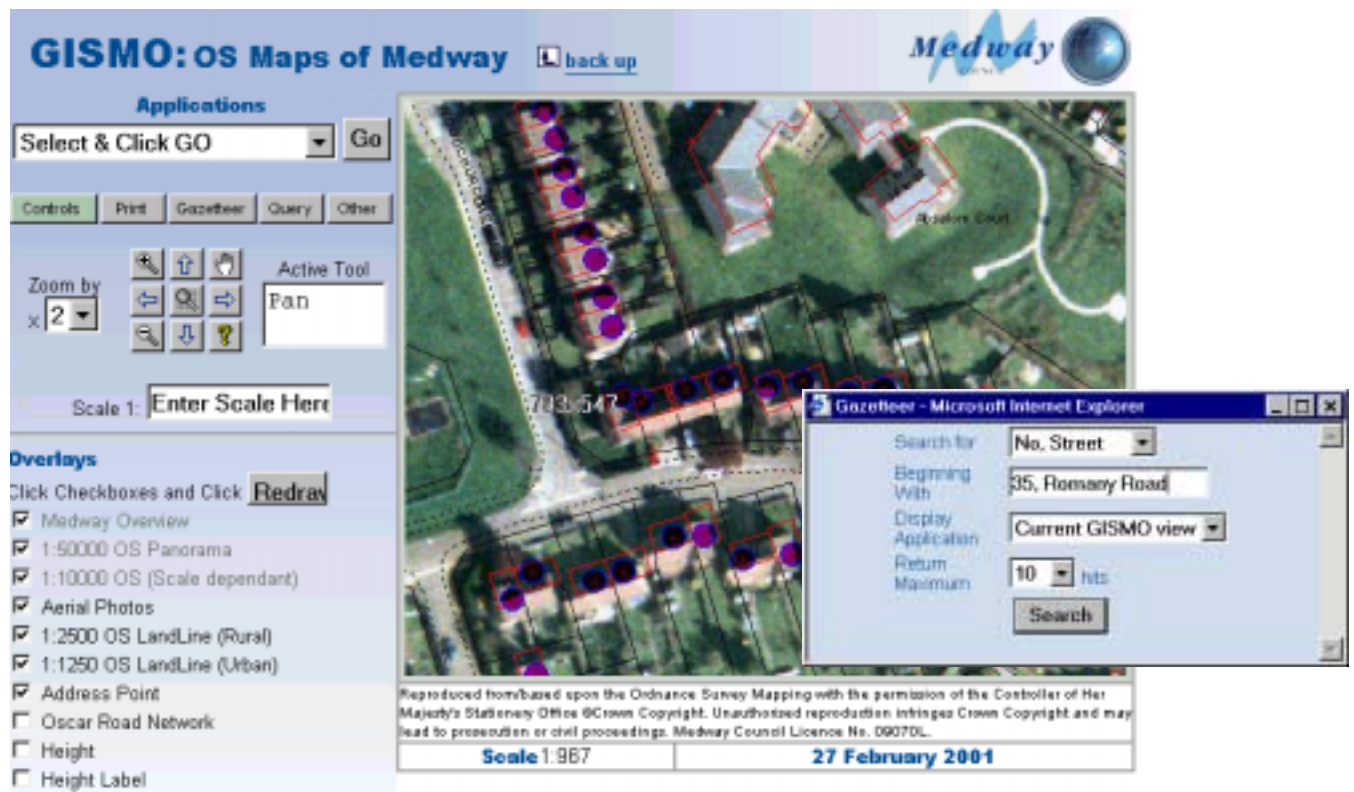 GISMO: OS Maps of Medway
back up
Medway
COUNCIL
Applications
Select & Click GO
Go
Controls
Print
Gazetteer
Query
Other
Zoom by
x 2
Active Tool
Pan
Scale 1: Enter Scale Here
Overlays
Click Checkboxes and Click Redraw
Medway Overview
1:50000 OS Panorama
1:10000 OS (Scale dependant)
Aerial Photos
1:2500 OS LandLine (Rural)
1:1250 OS LandLine (Urban)
Address Point
Oscar Road Network
Height
Height Label
Absolom Court
783:547
Gazetteer - Microsoft Internet Explorer
Search for No, Street
Beginning With 35, Romany Road
Display Application Current GISMO view
Return Maximum 10 hits
Search
Reproduced from/based upon the Ordnance Survey Mapping with the permission of the Controller of Her
Majesty's Stationery Office ©Crown Copyright. Unauthorised reproduction infringes Crown Copyright and may
lead to prosecution or civil proceedings. Medway Council Licence No. 09070L.
Scale 1:967
27 February 2001